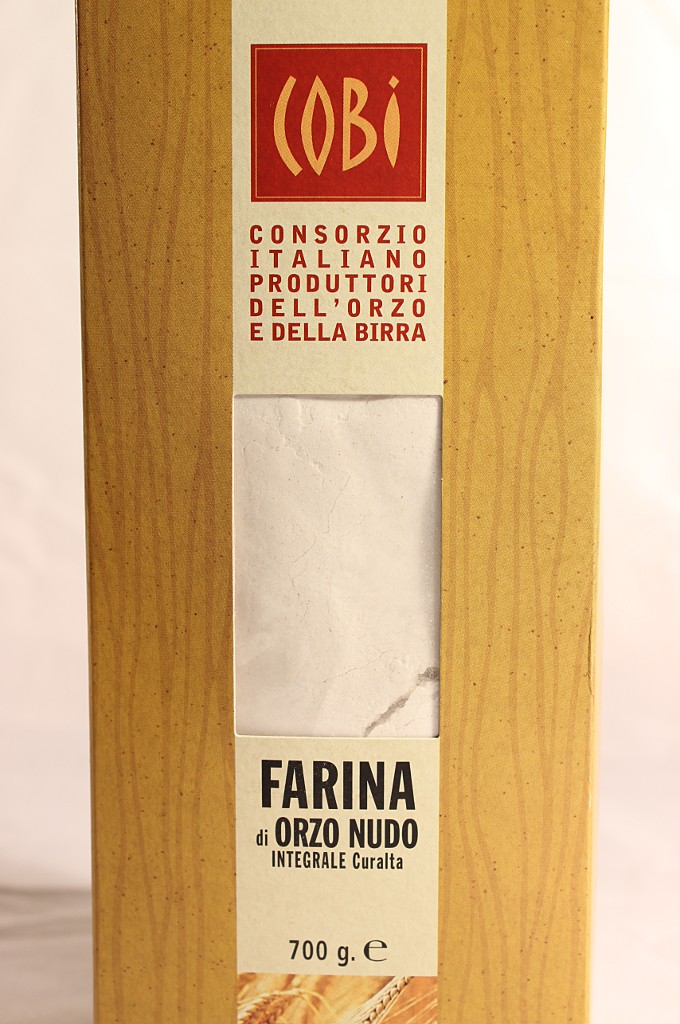 COBi
CONSORZIO
ITALIANO
PRODUTTORI
DELL'ORZO
E DELLA BIRRA
FARINA
di ORZO NUDO
INTEGRALE Curalta
700 g. ℮